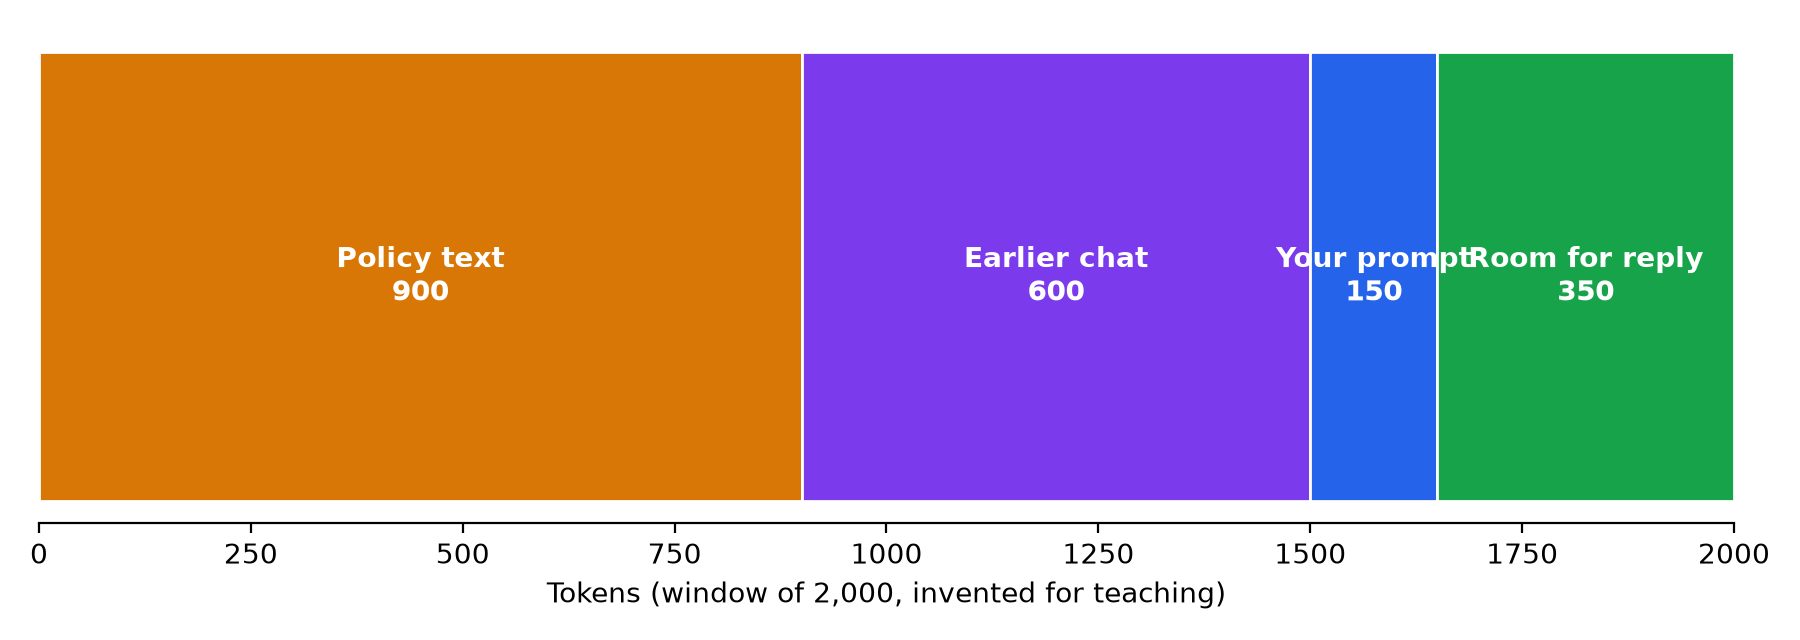 Policy text
900
Earlier chat
600
Your prompt
150
Room for reply
350
0 250 500 750 1000 1250 1500 1750 2000
Tokens (window of 2,000, invented for teaching)